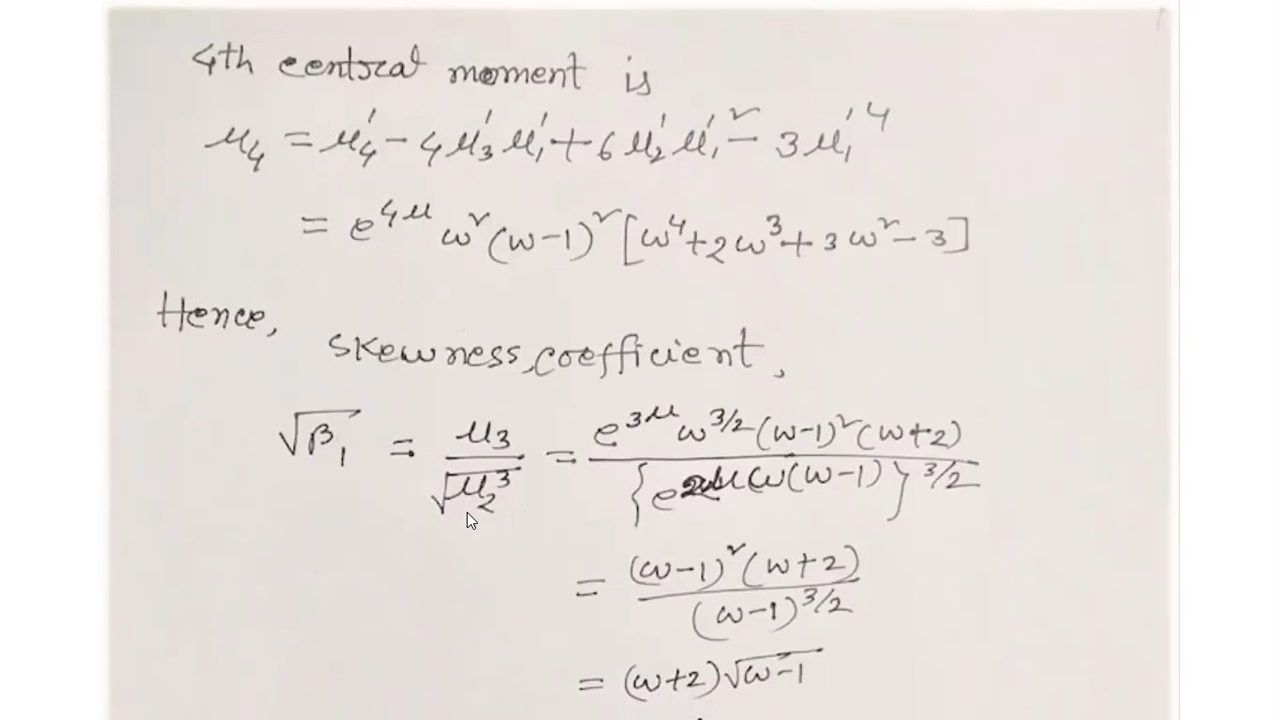 4th central moment is
μ₄ = μ₄′ − 4μ₃′ μ₁′ + 6μ₂′ μ₁′² − 3μ₁′⁴
= e^{4μ} ω² (ω−1)² [ω⁴+2ω³+3ω²−3]
Hence,
Skewness, coefficient,
√β₁ = μ₃ / √μ₂³ = e^{3μ} ω^{3/2} (ω−1)² (ω+2) / {e^{2μ} ω(ω−1)}^{3/2}
= (ω−1)² (ω+2) / (ω−1)^{3/2}
= (ω+2)√ω−1